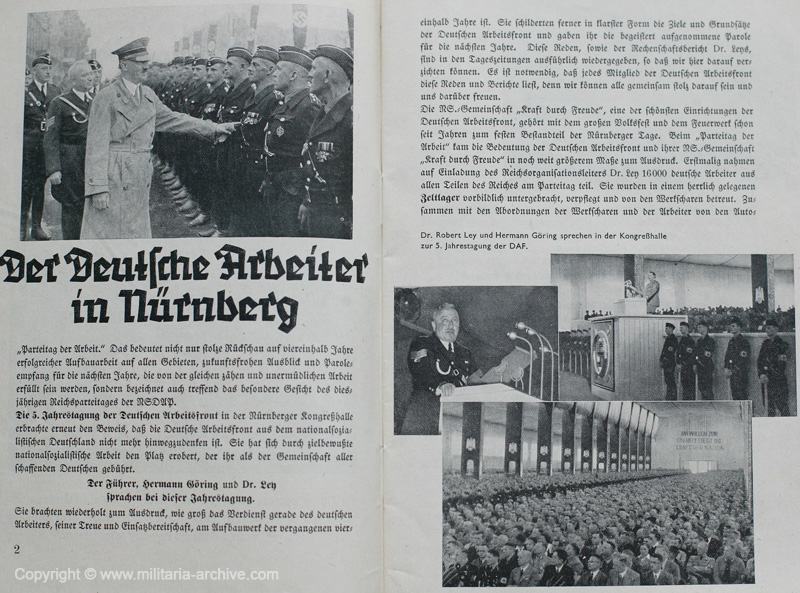 Der Deutsche Arbeiter
in Nürnberg
„Parteitag der Arbeit.“ Das bedeutet nicht nur stolze Rückschau auf viereinhalb Jahre
erfolgreicher Aufbauarbeit auf allen Gebieten, zukunftsfrohen Ausblick und Parole-
empfang für die nächsten Jahre, die von der gleichen zähen und unermüdlichen Arbeit
erfüllt sein werden, sondern bezeichnet auch treffend das besondere Gesicht des dies-
jährigen Reichsparteitages der NSDAP.
Die 5. Jahrestagung der Deutschen Arbeitsfront in der Nürnberger Kongreßhalle
erbrachte erneut den Beweis, daß die Deutsche Arbeitsfront aus dem nationalsozia-
listischen Deutschland nicht mehr hinwegzudenken ist. Sie hat sich durch zielbewußte
nationalsozialistische Arbeit den Platz erobert, der ihr als der Gemeinschaft aller
schaffenden Deutschen gebührt.
Der Führer, Hermann Göring und Dr. Ley
sprachen bei dieser Jahrestagung.
Sie brachten wiederholt zum Ausdruck, wie groß das Verdienst gerade des deutschen
Arbeiters, seiner Treue und Einsatzbereitschaft, am Aufbauwerk der vergangenen vier-
2
einhalb Jahre ist. Sie schilderten ferner in klarster Form die Ziele und Grundsätze
der Deutschen Arbeitsfront und gaben ihr die begeistert aufgenommene Parole
für die nächsten Jahre. Diese Reden, sowie der Rechenschaftsbericht Dr. Leys,
sind in den Tageszeitungen ausführlich wiedergegeben, so daß wir hier darauf ver-
zichten können. Es ist notwendig, daß jedes Mitglied der Deutschen Arbeitsfront
diese Reden und Berichte liest, denn wir können alle gemeinsam stolz darauf sein und
uns darüber freuen.
Die NS.-Gemeinschaft „Kraft durch Freude“, eine der schönsten Einrichtungen der
Deutschen Arbeitsfront, gehört mit dem großen Volksfest und dem Feuerwerk schon
seit Jahren zum festen Bestandteil der Nürnberger Tage. Beim „Parteitag der
Arbeit“ kam die Bedeutung der Deutschen Arbeitsfront und ihrer NS.-Gemeinschaft
„Kraft durch Freude“ in noch weit größerem Maße zum Ausdruck. Erstmalig nahmen
auf Einladung des Reichsorganisationsleiters Dr. Ley 16000 deutsche Arbeiter aus
allen Teilen des Reiches am Parteitag teil. Sie wurden in einem herrlich gelegenen
Zeltlager vorbildlich untergebracht, verpflegt und von den Werkscharen betreut. Zu-
sammen mit den Abordnungen der Werkscharen und der Arbeiter von den Auto-
Dr. Robert Ley und Hermann Göring sprechen in der Kongreßhalle
zur 5. Jahrestagung der DAF.
Copyright © www.militaria-archive.com